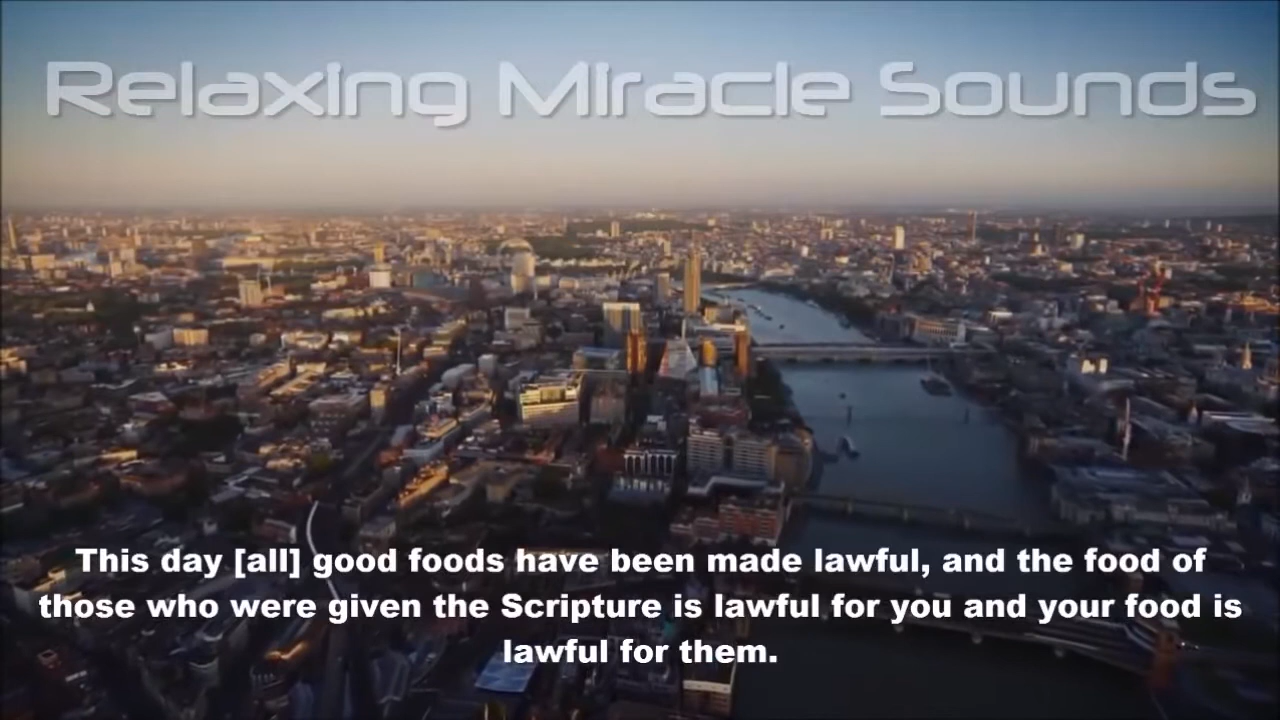 Relaxing Miracle Sounds
This day [all] good foods have been made lawful, and the food of
those who were given the Scripture is lawful for you and your food is
lawful for them.